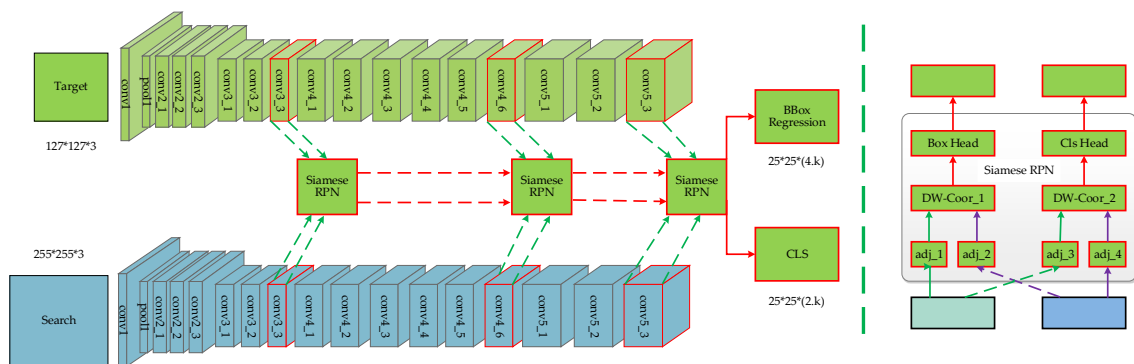 Target
127*127*3
conv1
pool1
conv2_1
conv2_2
conv2_3
conv3_1
conv3_2
conv3_3
conv4_1
conv4_2
conv4_3
conv4_4
conv4_5
conv4_6
conv5_1
conv5_2
conv5_3
Siamese
RPN
Siamese
RPN
Siamese
RPN
BBox
Regression
25*25*(4.k)
CLS
25*25*(2.k)
255*255*3
Search
conv1
pool1
conv2_1
conv2_2
conv2_3
conv3_1
conv3_2
conv3_3
conv4_1
conv4_2
conv4_3
conv4_4
conv4_5
conv4_6
conv5_1
conv5_2
conv5_3
Box Head
Cls Head
Siamese RPN
DW-Coor_1
DW-Coor_2
adj_1
adj_2
adj_3
adj_4